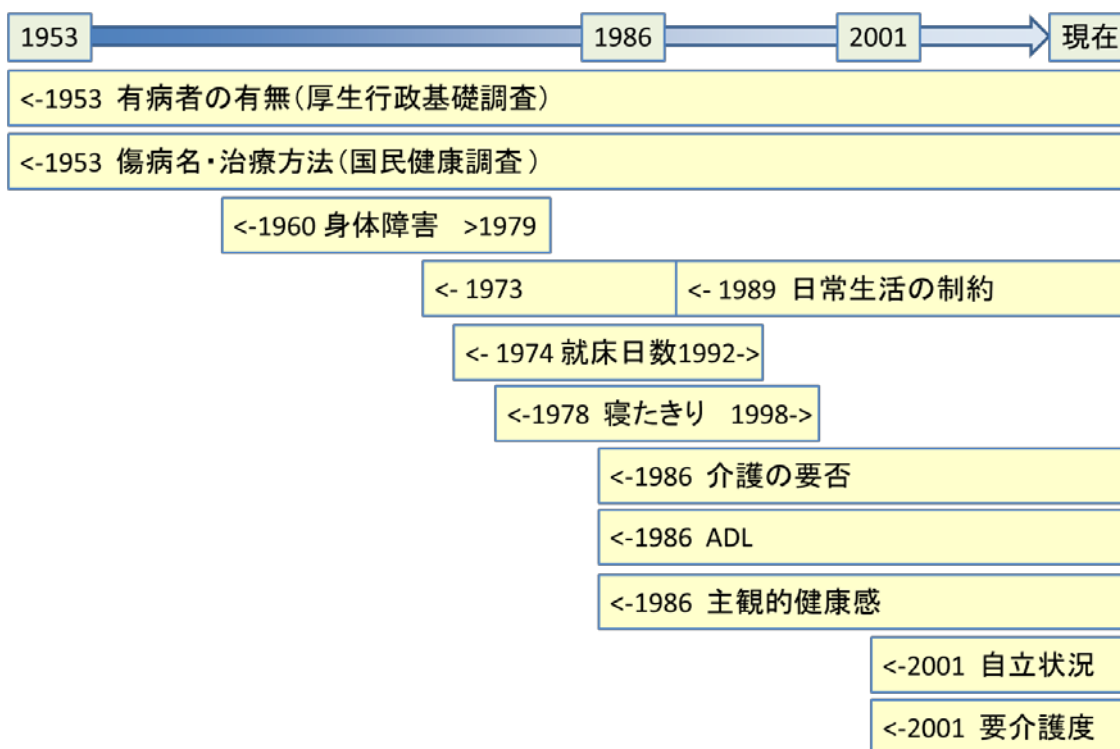 1953 1986 2001 現在
<-1953 有病者の有無(厚生行政基礎調査)
<-1953 傷病名・治療方法(国民健康調査)
<-1960 身体障害 >1979
<- 1973 <- 1989 日常生活の制約
<- 1974 就床日数1992->
<-1978 寝たきり 1998->
<-1986 介護の要否
<-1986 ADL
<-1986 主観的健康感
<-2001 自立状況
<-2001 要介護度